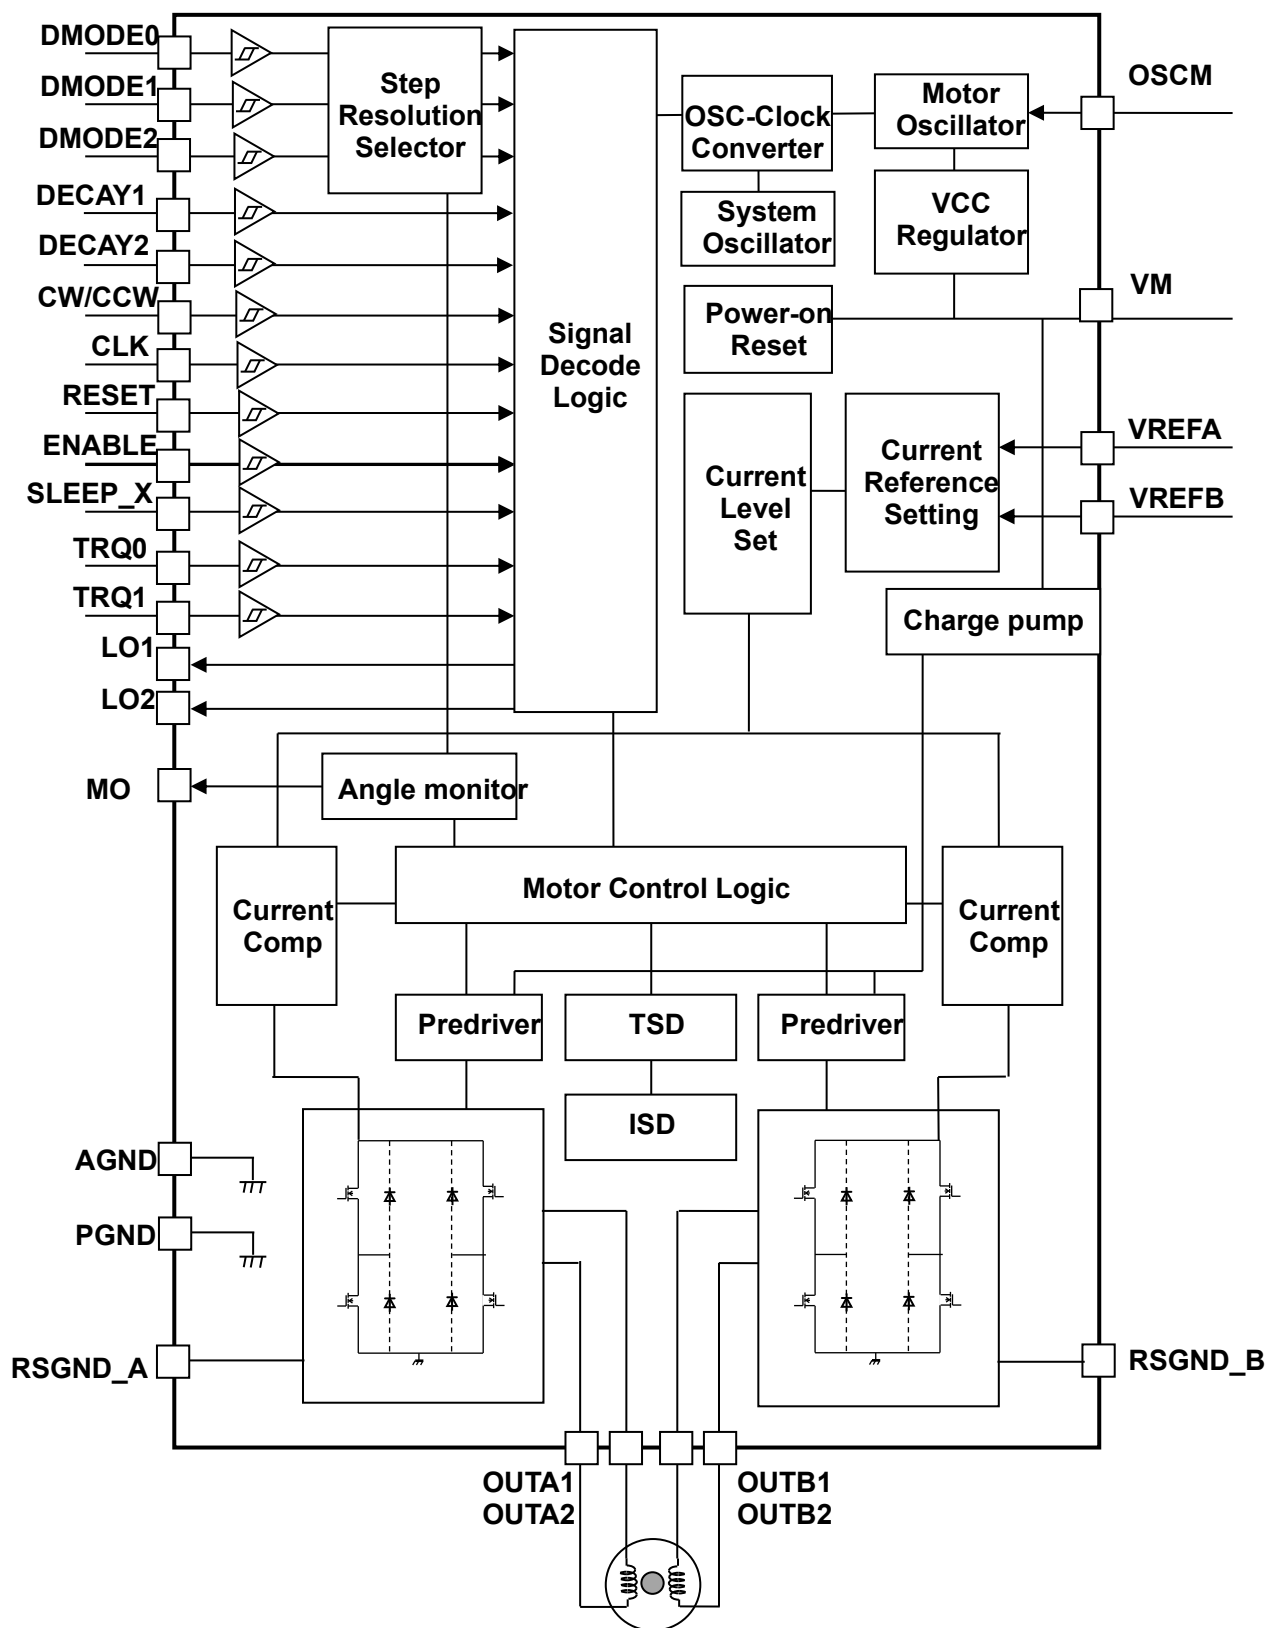 DMODE0
DMODE1
DMODE2
DECAY1
DECAY2
CW/CCW
CLK
RESET
ENABLE
SLEEP_X
TRQ0
TRQ1
LO1
LO2
MO
AGND
PGND
RSGND_A
Step
Resolution
Selector
Signal
Decode
Logic
OSC-Clock
Converter
Motor
Oscillator
System
Oscillator
VCC
Regulator
Power-on
Reset
Current
Level
Set
Current
Reference
Setting
Charge pump
OSCM
VM
VREFA
VREFB
Angle monitor
Motor Control Logic
Current
Comp
Current
Comp
Predriver
TSD
Predriver
ISD
RSGND_B
OUTA1
OUTA2
OUTB1
OUTB2